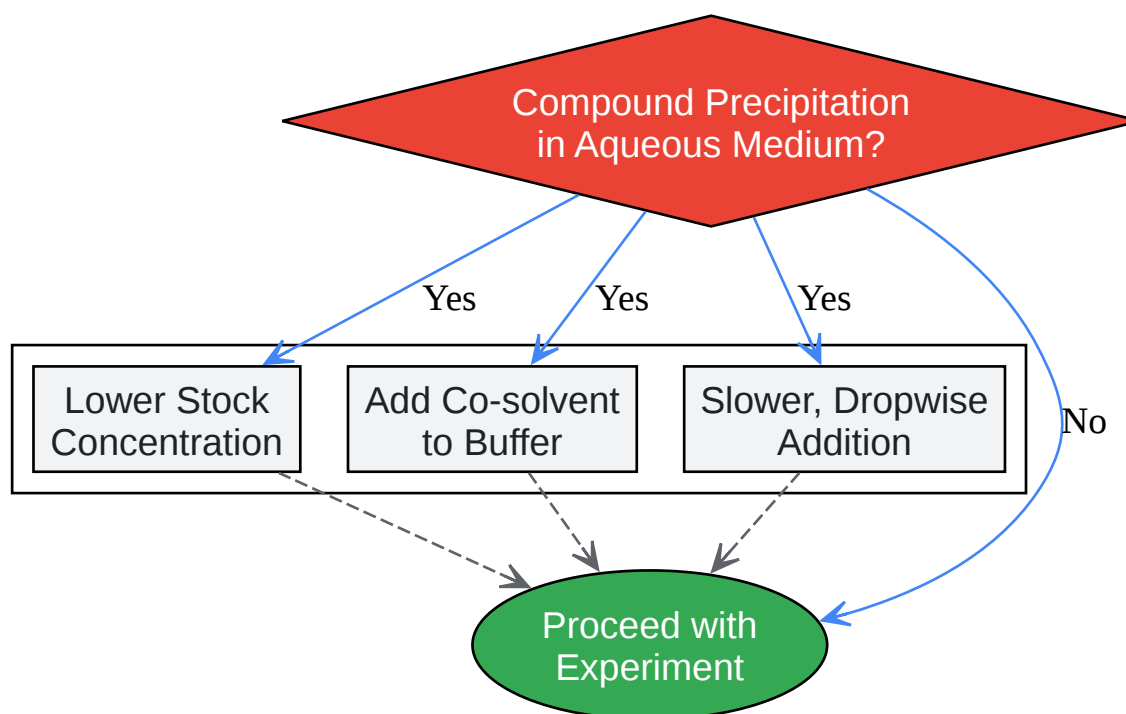 Compound Precipitation
in Aqueous Medium?
Yes
Yes
Yes
No
Lower Stock
Concentration
Add Co-solvent
to Buffer
Slower, Dropwise
Addition
Proceed with
Experiment